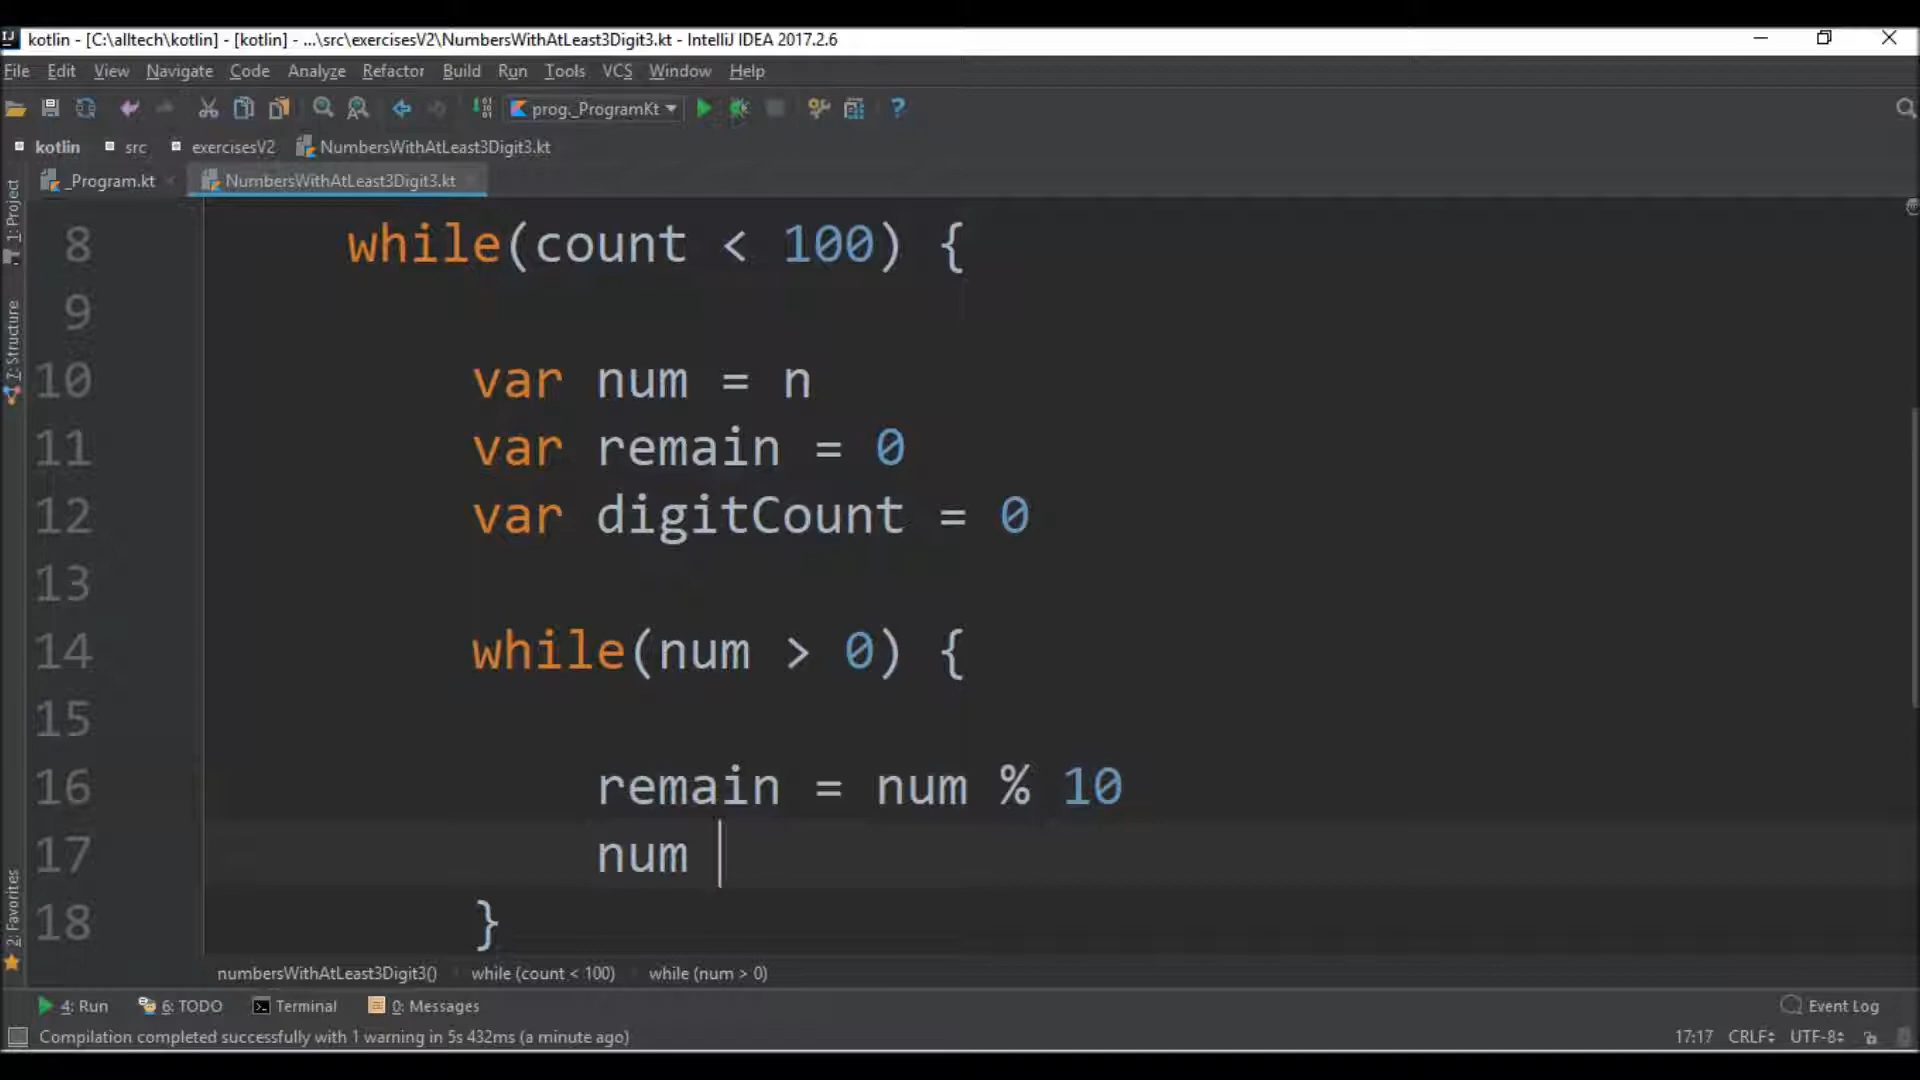 kotlin - [C:\alltech\kotlin] - [kotlin] - ...\src\exercisesV2\NumbersWithAtLeast3Digit3.kt - IntelliJ IDEA 2017.2.6
File Edit View Navigate Code Analyze Refactor Build Run Tools VCS Window Help
prog._ProgramKt
kotlin src exercisesV2 NumbersWithAtLeast3Digit3.kt
_Program.kt NumbersWithAtLeast3Digit3.kt
1: Project
7: Structure
2: Favorites
8 while(count < 100) {
9
10 var num = n
11 var remain = 0
12 var digitCount = 0
13
14 while(num > 0) {
15
16 remain = num % 10
17 num
18 }
numbersWithAtLeast3Digit3() while (count < 100) while (num > 0)
4: Run 6: TODO Terminal 0: Messages Event Log
Compilation completed successfully with 1 warning in 5s 432ms (a minute ago) 17:17 CRLF UTF-8